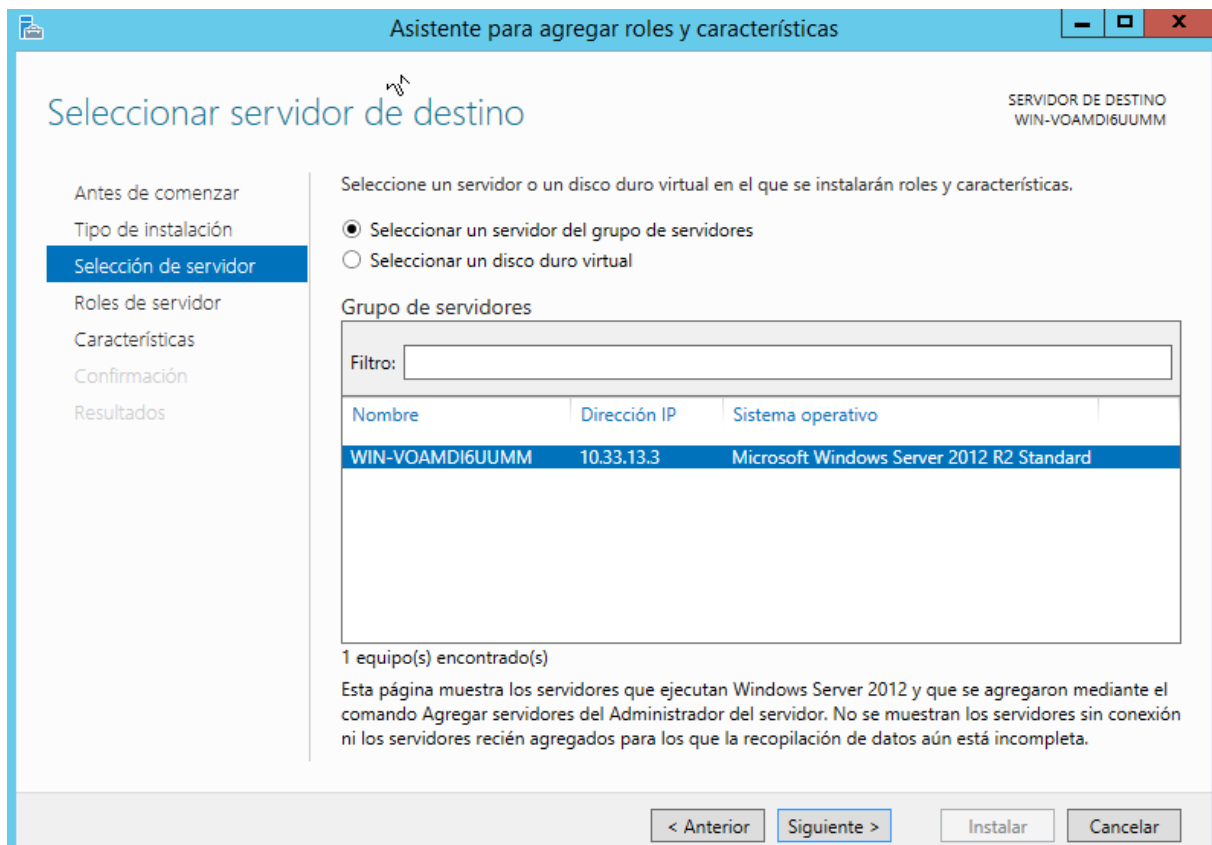 Asistente para agregar roles y características
Seleccionar servidor de destino
SERVIDOR DE DESTINO
WIN-VOAMDI6UUMM
Antes de comenzar
Tipo de instalación
Selección de servidor
Roles de servidor
Características
Confirmación
Resultados
Seleccione un servidor o un disco duro virtual en el que se instalarán roles y características.
Seleccionar un servidor del grupo de servidores
Seleccionar un disco duro virtual
Grupo de servidores
Filtro:
Nombre Dirección IP Sistema operativo
WIN-VOAMDI6UUMM 10.33.13.3 Microsoft Windows Server 2012 R2 Standard
1 equipo(s) encontrado(s)
Esta página muestra los servidores que ejecutan Windows Server 2012 y que se agregaron mediante el
comando Agregar servidores del Administrador del servidor. No se muestran los servidores sin conexión
ni los servidores recién agregados para los que la recopilación de datos aún está incompleta.
< Anterior Siguiente > Instalar Cancelar